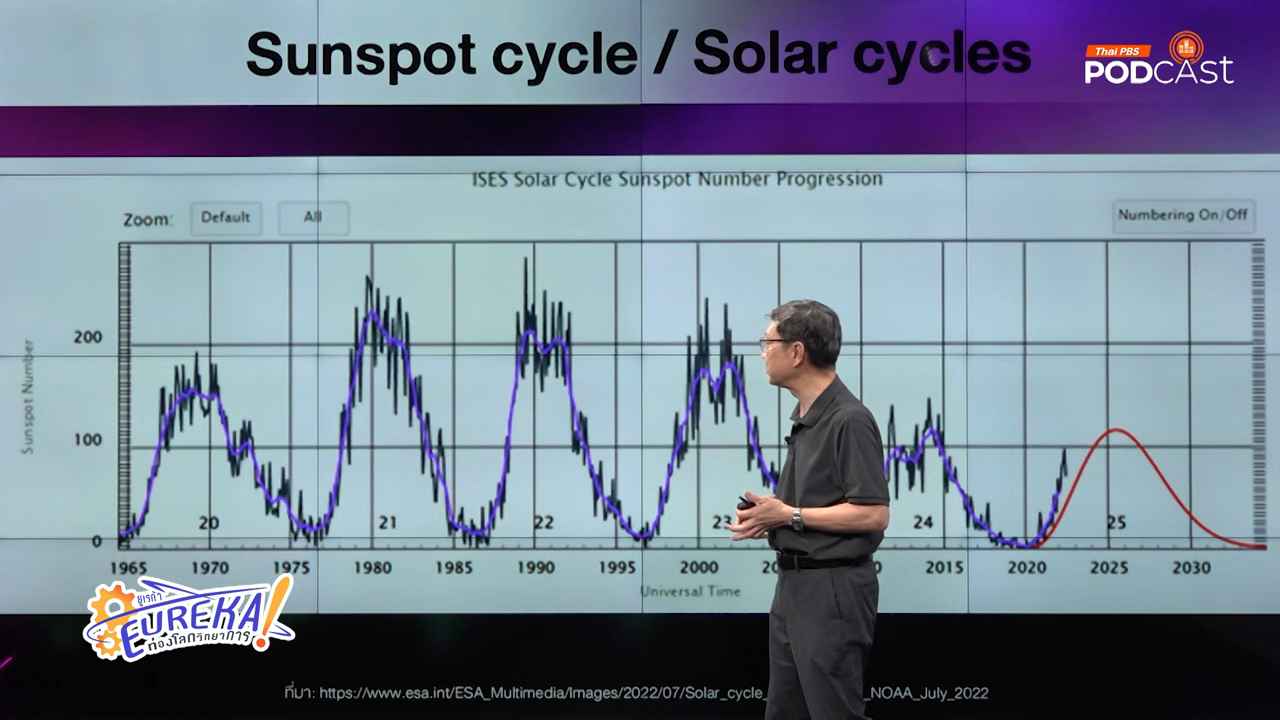 Sunspot cycle / Solar cycles
Thai PBS
PODCAST
ISES Solar Cycle Sunspot Number Progression
Zoom: Default All Numbering On/Off
Sunspot Number
200
100
0
20 21 22 23 24 25
1965 1970 1975 1980 1985 1990 1995 2000 2015 2020 2025 2030
Universal Time
ยูเรก้า
EUREKA!
ท่องโลกวิทยาการ
ที่มา: https://www.esa.int/ESA_Multimedia/Images/2022/07/Solar_cycle_ _NOAA_July_2022